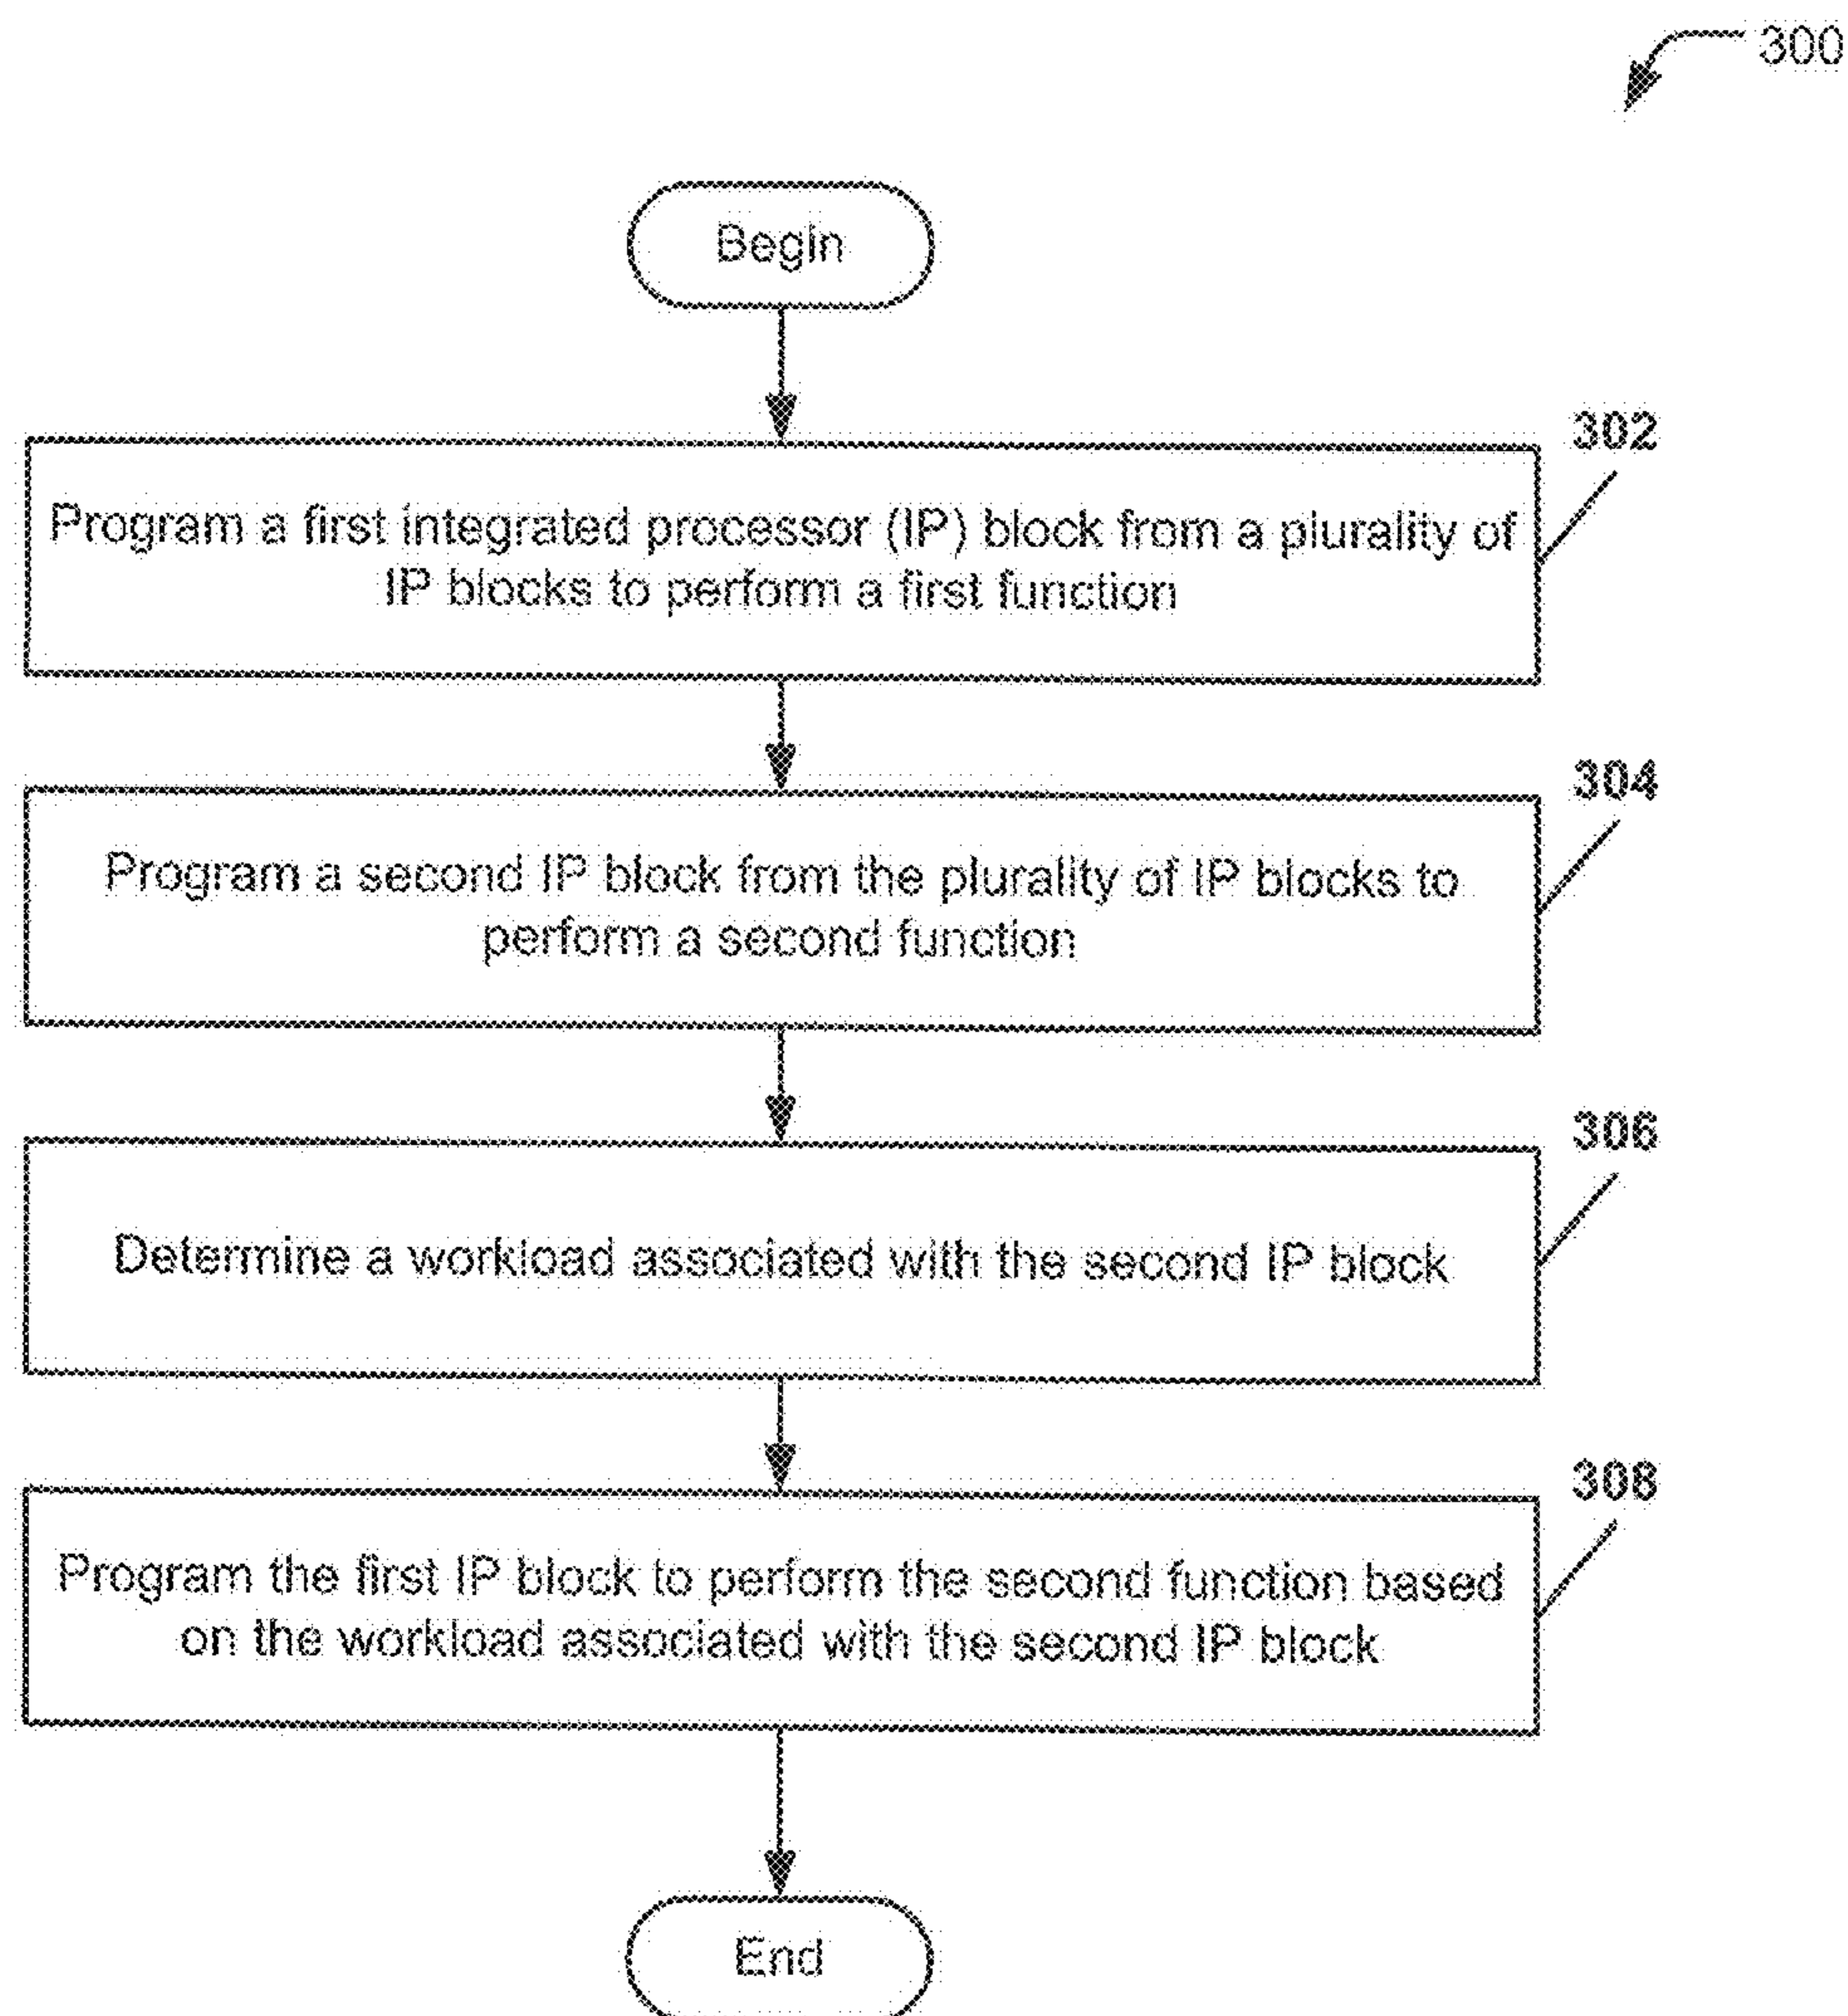 300
Begin
302
Program a first integrated processor (IP) block from a plurality of
IP blocks to perform a first function
304
Program a second IP block from the plurality of IP blocks to
perform a second function
306
Determine a workload associated with the second IP block
308
Program the first IP block to perform the second function based
on the workload associated with the second IP block
End